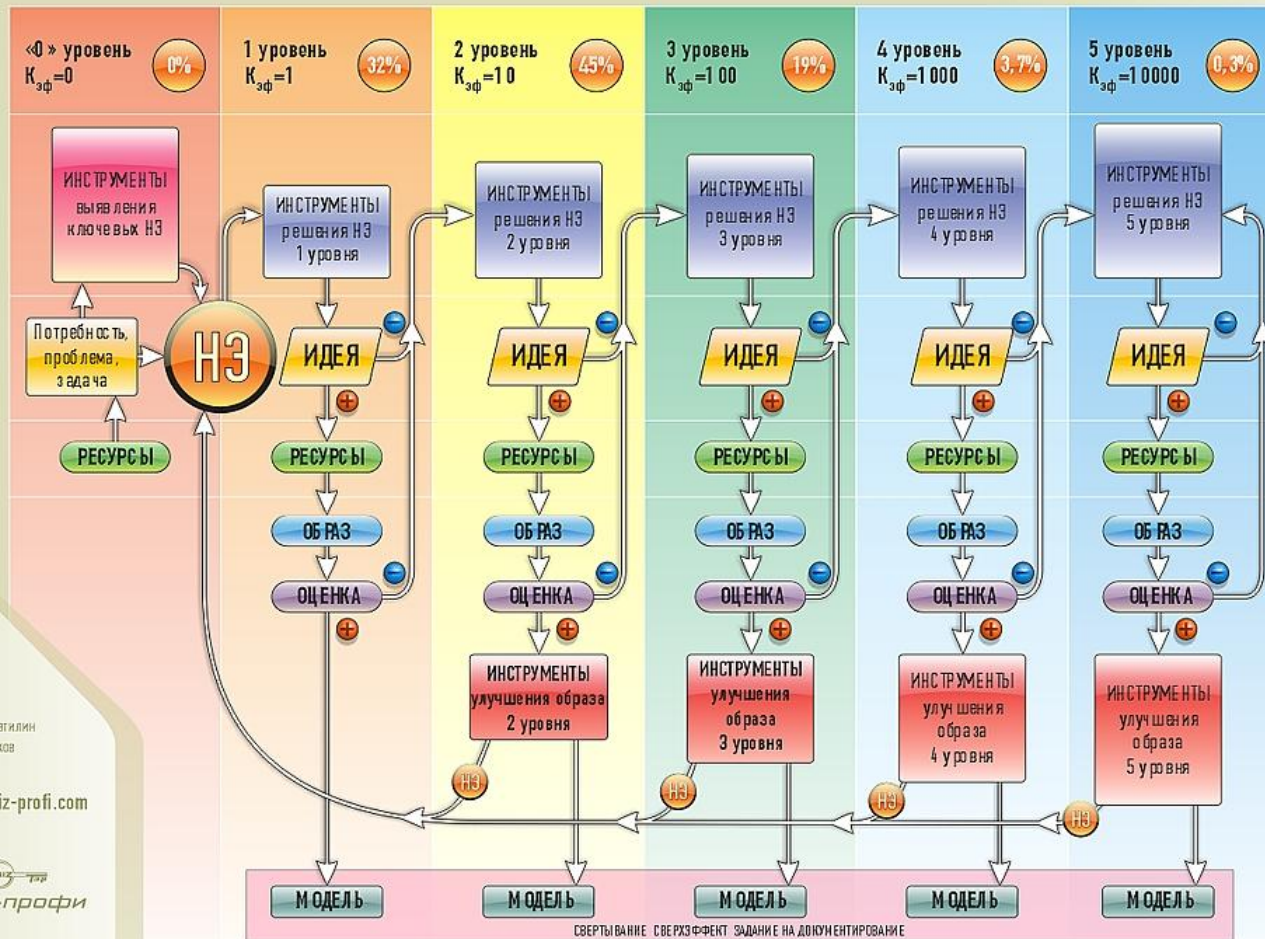 «0» уровень
Кэф=0
0%
1 уровень
Кэф=1
32%
2 уровень
Кэф=10
45%
3 уровень
Кэф=100
19%
4 уровень
Кэф=1000
3,7%
5 уровень
Кэф=10000
0,3%
ИНСТРУМЕНТЫ
выявления
ключевых НЭ
ИНСТРУМЕНТЫ
решения НЭ
1 уровня
ИНСТРУМЕНТЫ
решения НЭ
2 уровня
ИНСТРУМЕНТЫ
решения НЭ
3 уровня
ИНСТРУМЕНТЫ
решения НЭ
4 уровня
ИНСТРУМЕНТЫ
решения НЭ
5 уровня
Потребность,
проблема,
задача
НЭ
ИДЕЯ
ИДЕЯ
ИДЕЯ
ИДЕЯ
ИДЕЯ
РЕСУРСЫ
РЕСУРСЫ
РЕСУРСЫ
РЕСУРСЫ
РЕСУРСЫ
РЕСУРСЫ
ОБРАЗ
ОБРАЗ
ОБРАЗ
ОБРАЗ
ОБРАЗ
ОЦЕНКА
ОЦЕНКА
ОЦЕНКА
ОЦЕНКА
ОЦЕНКА
ИНСТРУМЕНТЫ
улучшения образа
2 уровня
ИНСТРУМЕНТЫ
улучшения
образа
3 уровня
ИНСТРУМЕНТЫ
улучшения
образа
4 уровня
ИНСТРУМЕНТЫ
улучшения
образа
5 уровня
НЭ
НЭ
НЭ
НЭ
iz-profi.com
-профи
МОДЕЛЬ
МОДЕЛЬ
МОДЕЛЬ
МОДЕЛЬ
МОДЕЛЬ
СВЕРТЫВАНИЕ СВЕРХЭФФЕКТ ЗАДАНИЕ НА ДОКУМЕНТИРОВАНИЕ